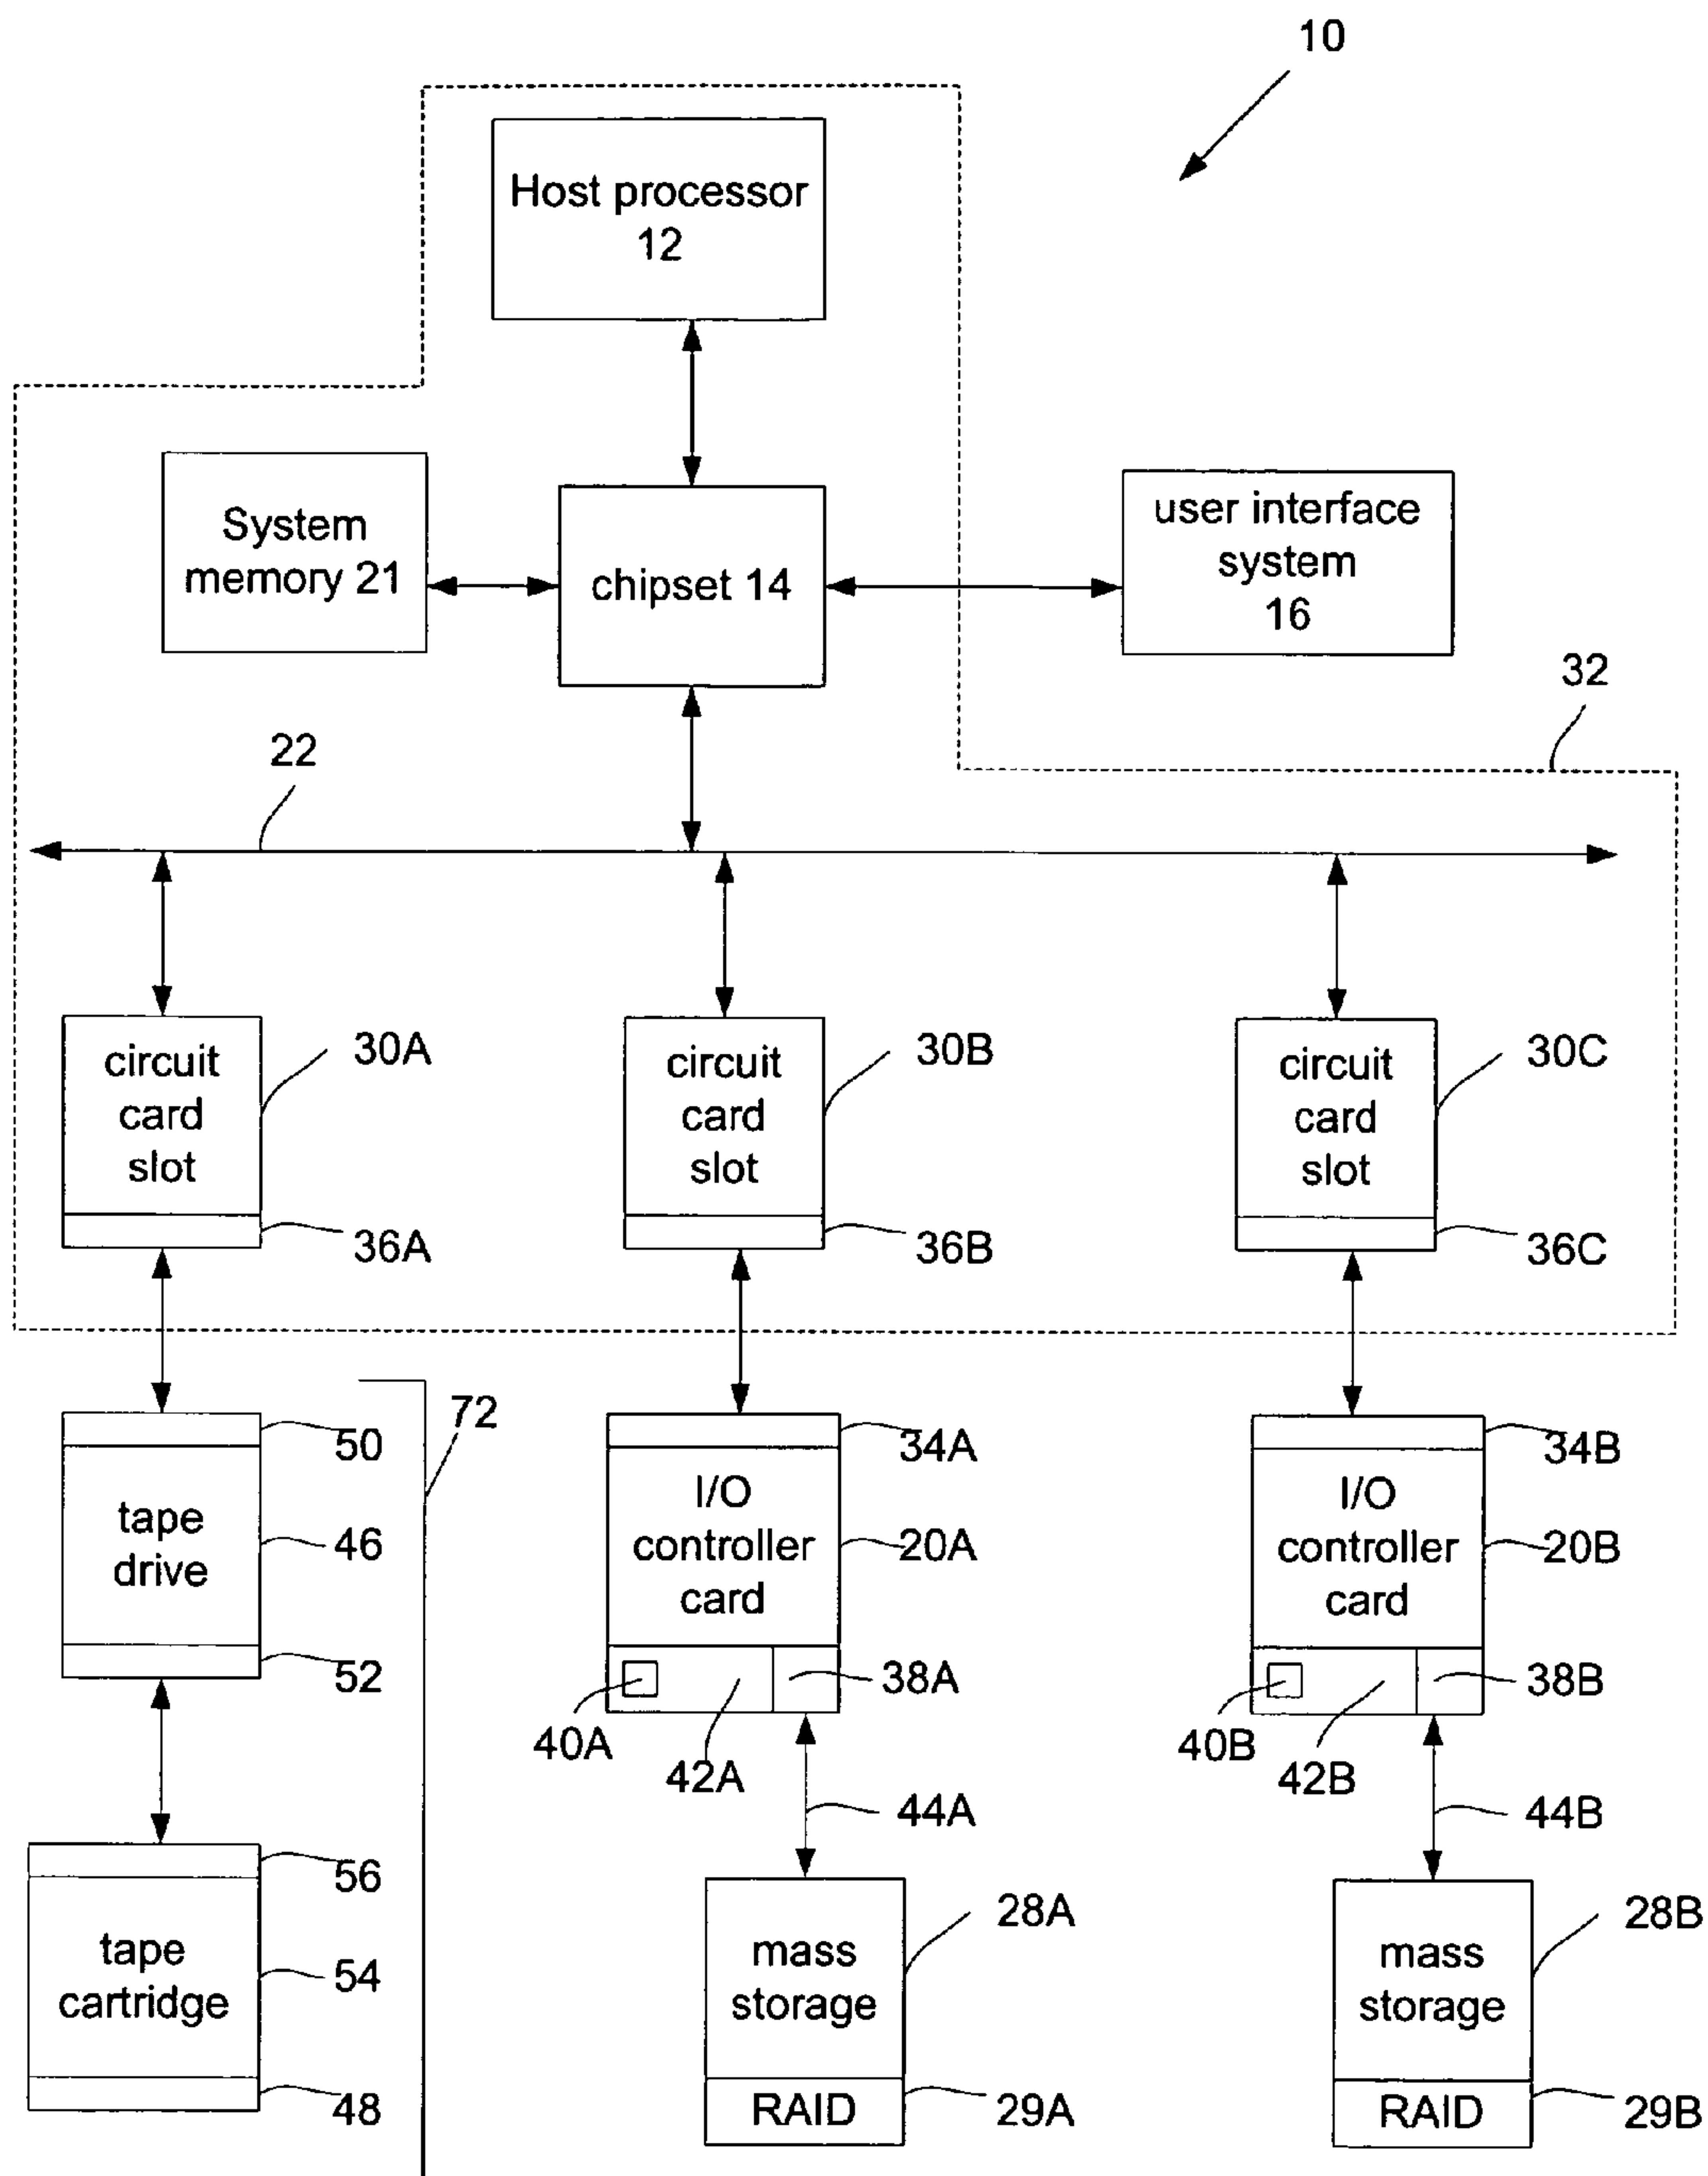 10
Host processor
12
System
memory 21
chipset 14
user interface
system
16
32
22
circuit
card
slot
30A
36A
circuit
card
slot
30B
36B
circuit
card
slot
30C
36C
72
50
tape
drive
46
52
34A
I/O
controller
card
20A
38A
40A
42A
34B
I/O
controller
card
20B
38B
40B
42B
44A
44B
56
tape
cartridge
54
48
28A
mass
storage
RAID
29A
28B
mass
storage
RAID
29B